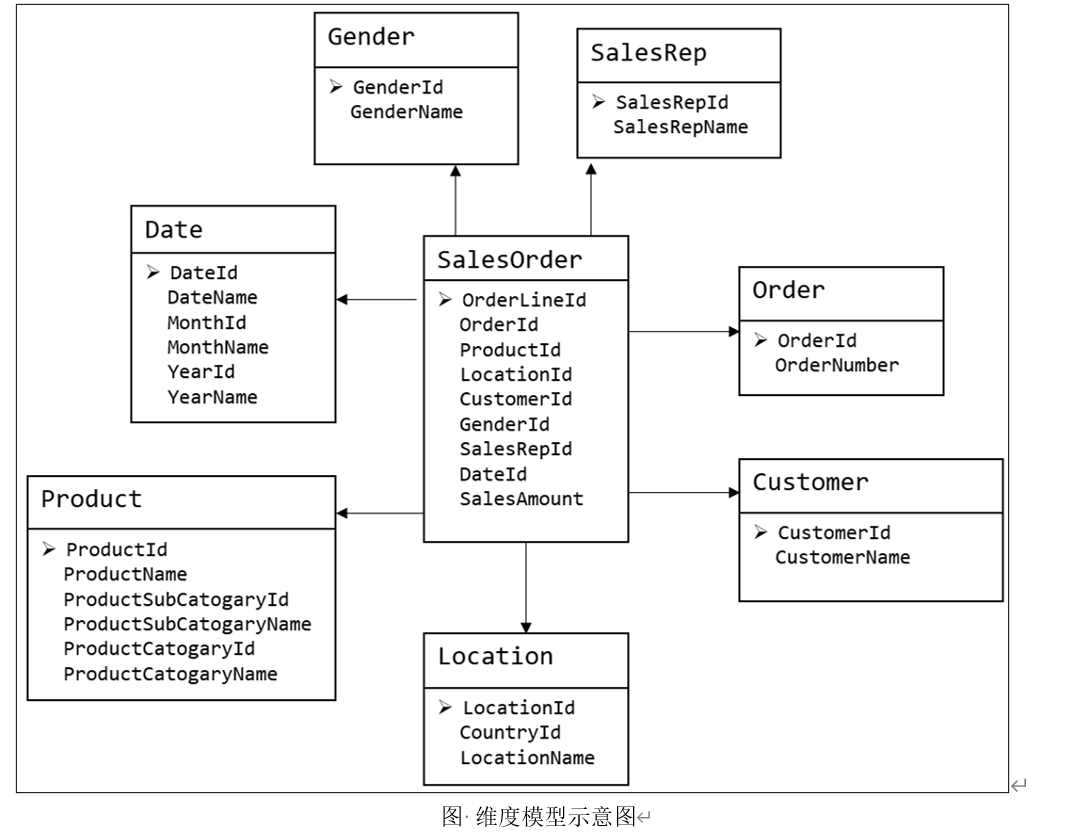 Gender
➢ GenderId
GenderName
SalesRep
➢ SalesRepId
SalesRepName
Date
➢ DateId
DateName
MonthId
MonthName
YearId
YearName
SalesOrder
➢ OrderLineId
OrderId
ProductId
LocationId
CustomerId
GenderId
SalesRepId
DateId
SalesAmount
Order
➢ OrderId
OrderNumber
Product
➢ ProductId
ProductName
ProductSubCatogaryId
ProductSubCatogaryName
ProductCatogaryId
ProductCatogaryName
Customer
➢ CustomerId
CustomerName
Location
➢ LocationId
CountryId
LocationName
图· 维度模型示意图